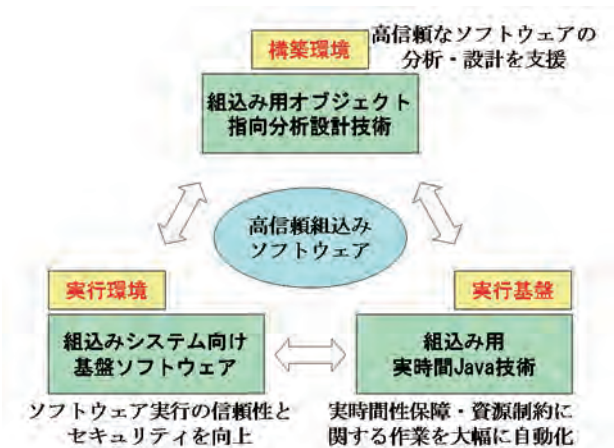 構築環境
高信頼なソフトウェアの
分析・設計を支援
組込み用オブジェクト
指向分析設計技術
高信頼組込み
ソフトウェア
実行環境
組込みシステム向け
基盤ソフトウェア
ソフトウェア実行の信頼性と
セキュリティを向上
実行基盤
組込み用
実時間Java技術
実時間性保障・資源制約に
関する作業を大幅に自動化